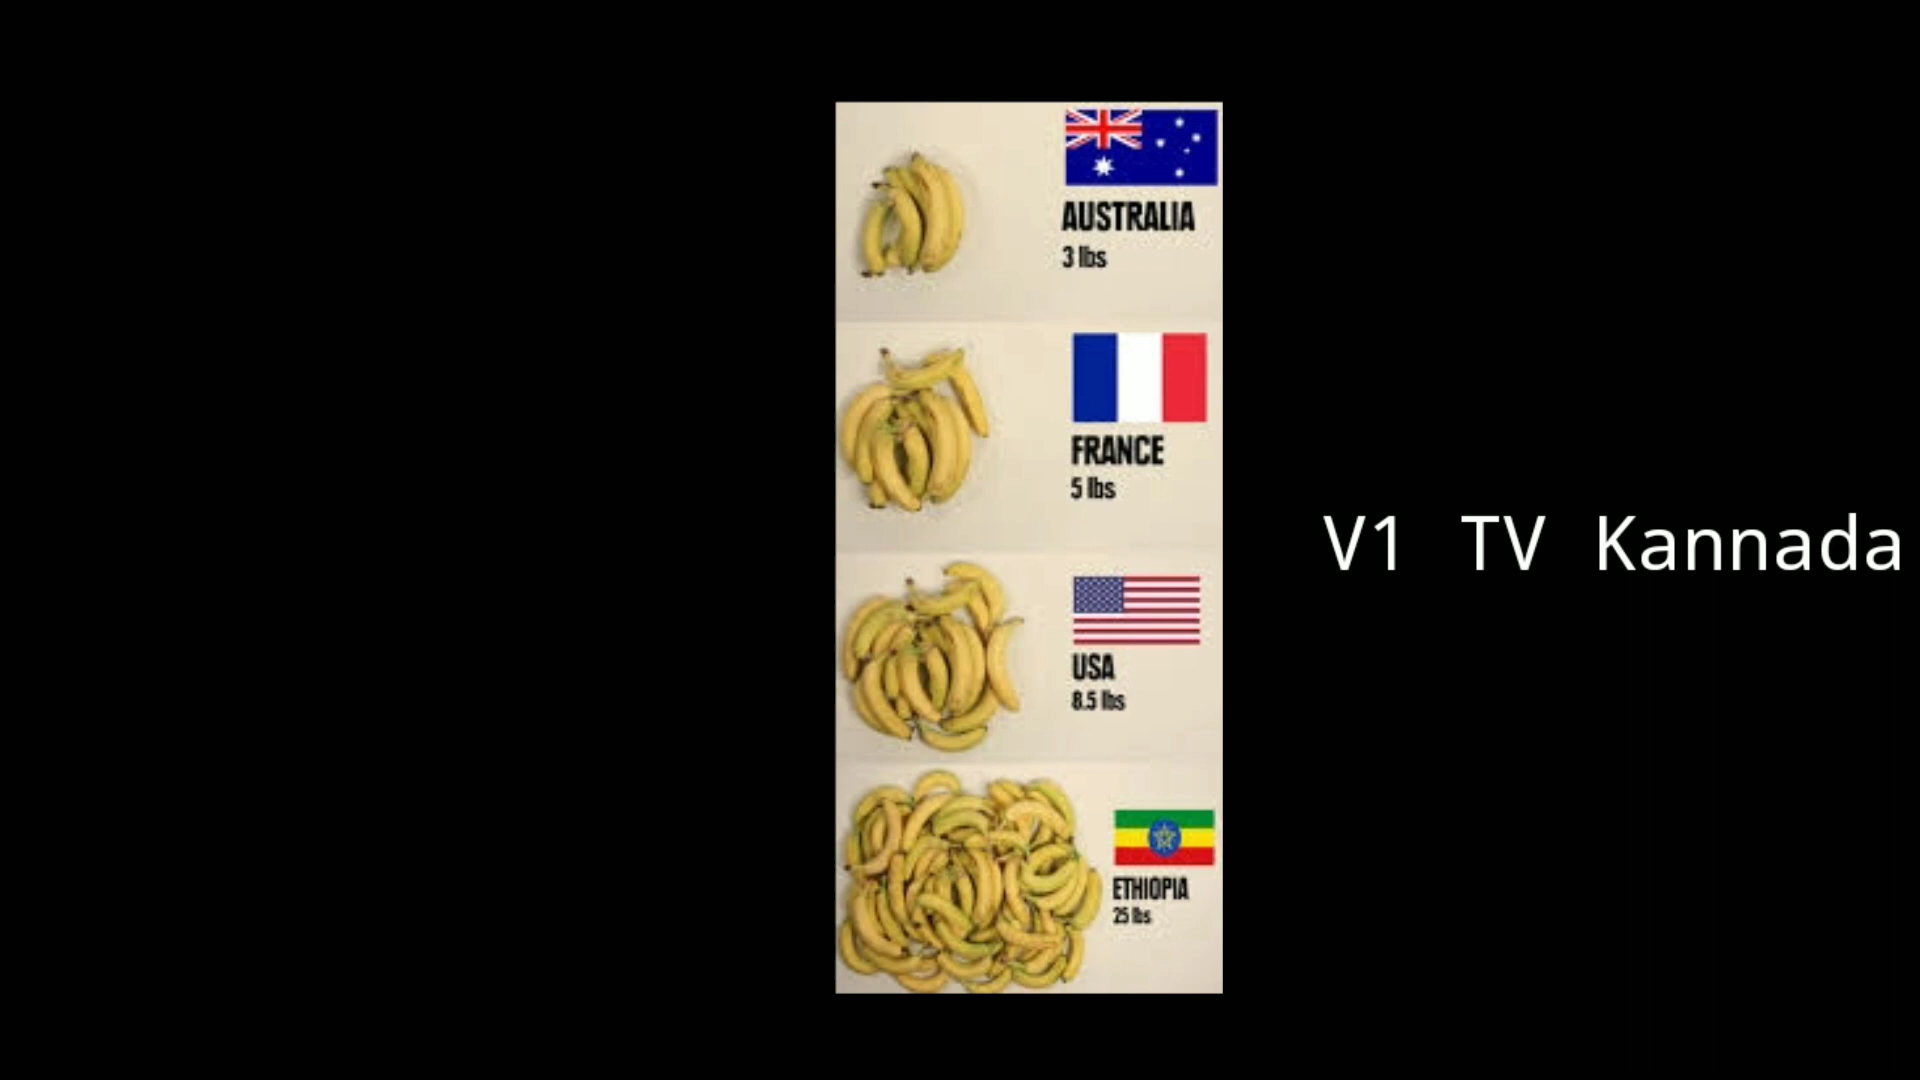 AUSTRALIA
3 lbs
FRANCE
5 lbs
V1 TV Kannada
USA
8.5 lbs
ETHIOPIA
25 lbs